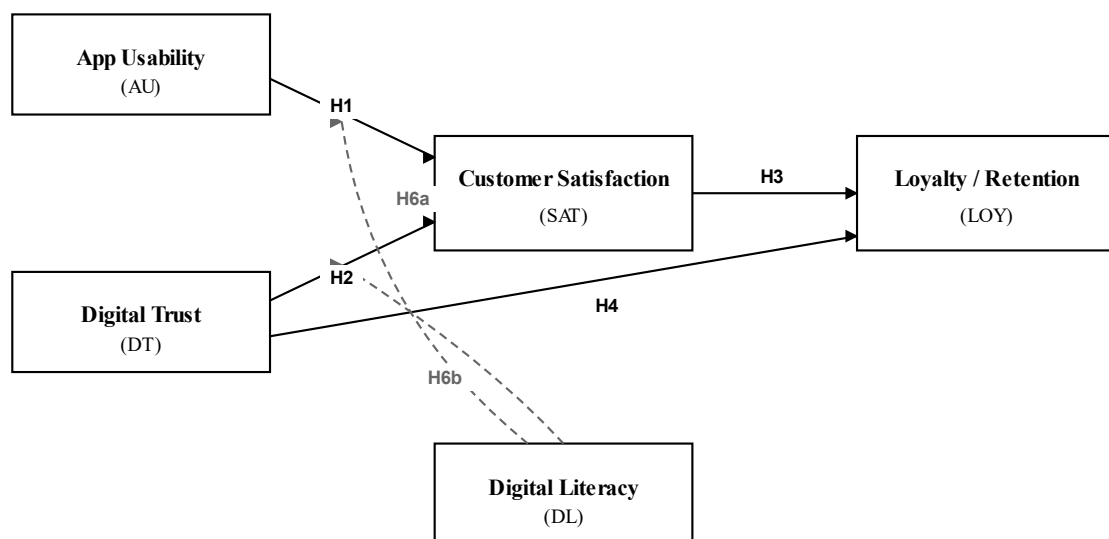 App Usability
(AU)
H1
Customer Satisfaction
(SAT)
H3
Loyalty / Retention
(LOY)
H6a
H2
Digital Trust
(DT)
H4
H6b
Digital Literacy
(DL)